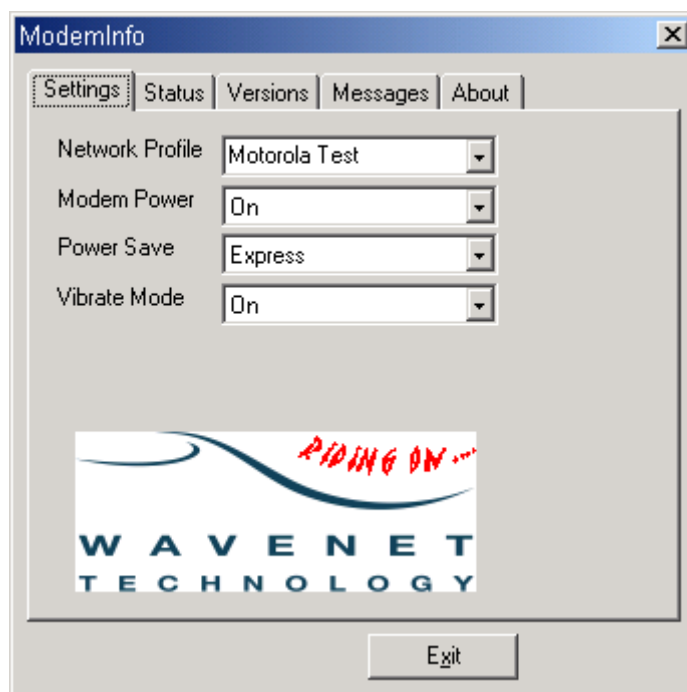 ModemInfo
Settings Status Versions Messages About
Network Profile Motorola Test
Modem Power On
Power Save Express
Vibrate Mode On
RIDING ON ....
WAVENET
TECHNOLOGY
Exit